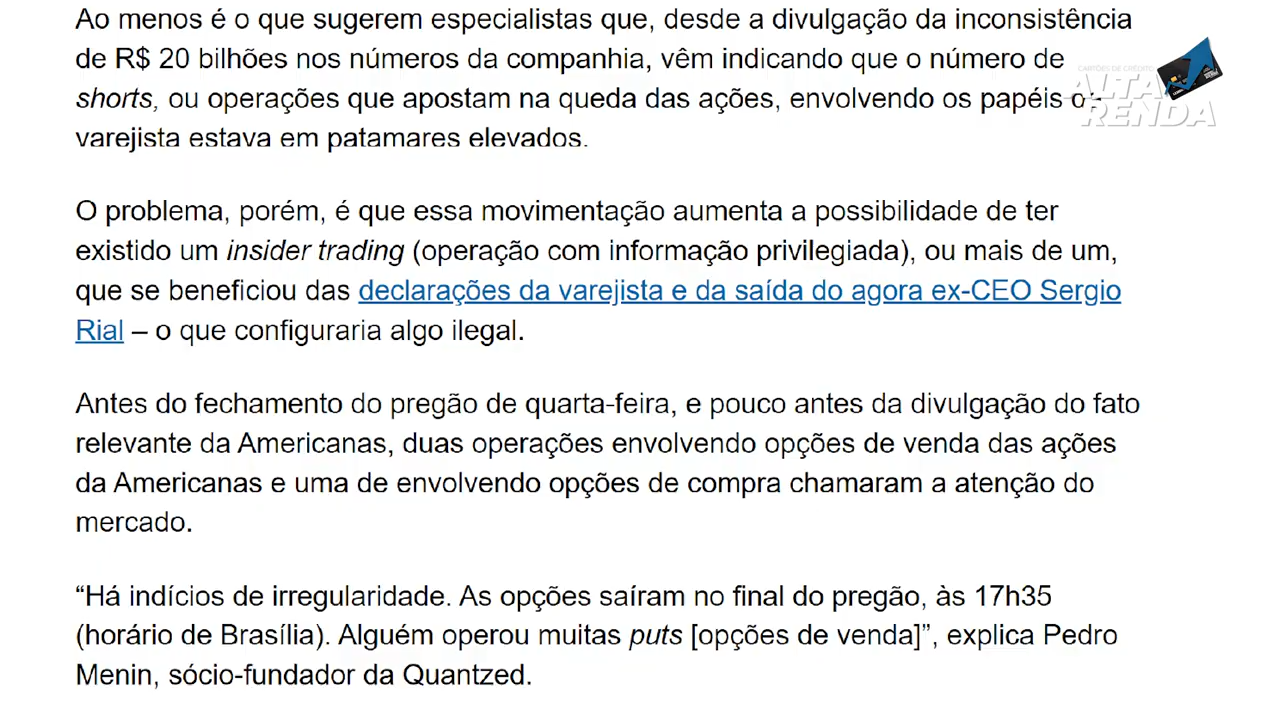 Ao menos é o que sugerem especialistas que, desde a divulgação da inconsistência
de R$ 20 bilhões nos números da companhia, vêm indicando que o número de
shorts, ou operações que apostam na queda das ações, envolvendo os papéis
varejista estava em patamares elevados.
CARTÕES DE CRÉDITO
ALTA
RENDA
O problema, porém, é que essa movimentação aumenta a possibilidade de ter
existido um insider trading (operação com informação privilegiada), ou mais de um,
que se beneficiou das declarações da varejista e da saída do agora ex-CEO Sergio
Rial – o que configuraria algo ilegal.
Antes do fechamento do pregão de quarta-feira, e pouco antes da divulgação do fato
relevante da Americanas, duas operações envolvendo opções de venda das ações
da Americanas e uma de envolvendo opções de compra chamaram a atenção do
mercado.
“Há indícios de irregularidade. As opções saíram no final do pregão, às 17h35
(horário de Brasília). Alguém operou muitas puts [opções de venda]”, explica Pedro
Menin, sócio-fundador da Quantzed.